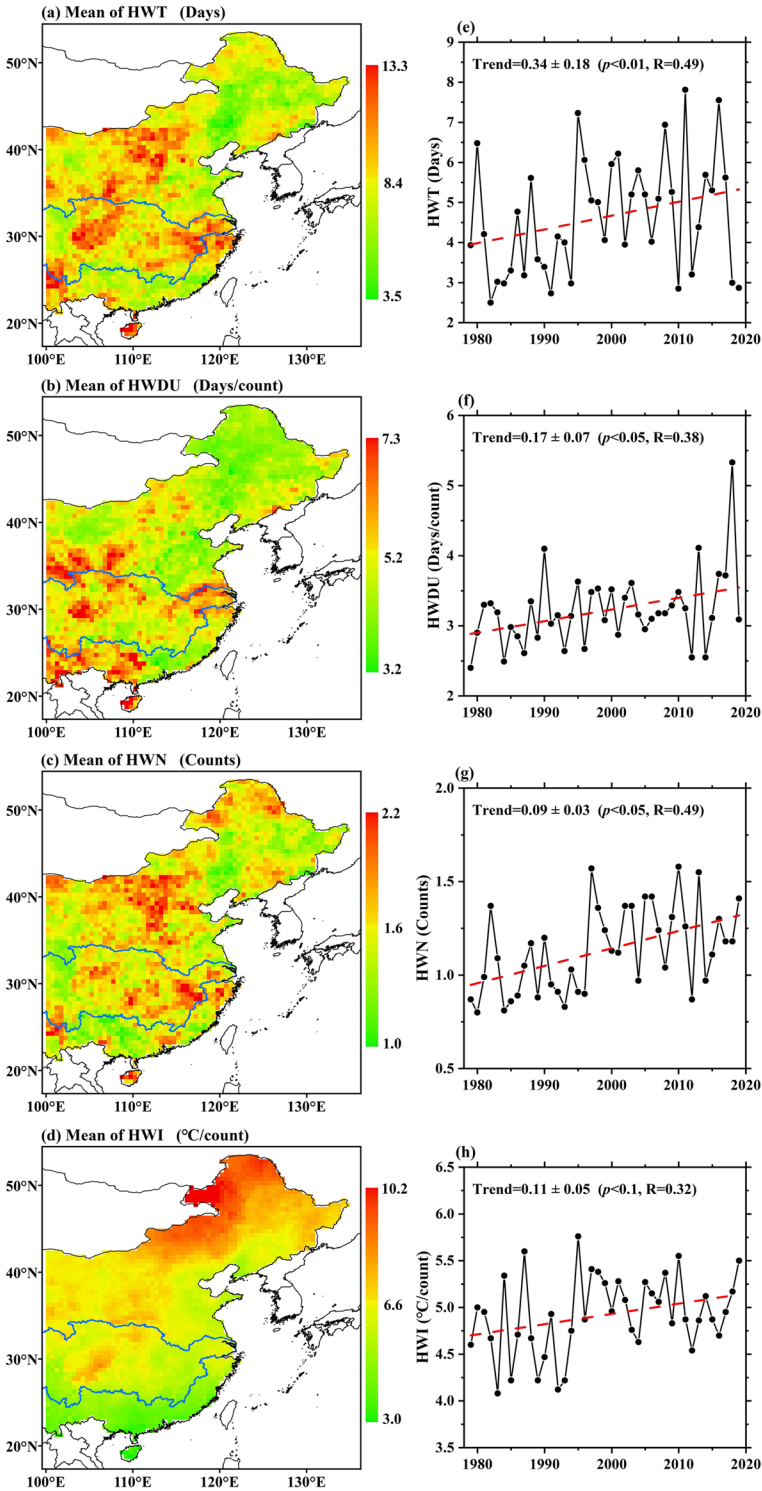 (a) Mean of HWT (Days)
50°N
40°N
30°N
20°N
100°E 110°E 120°E 130°E
13.3
8.4
3.5
(e)
Trend=0.34 ± 0.18 (p<0.01, R=0.49)
HWT (Days)
9
8
7
6
5
4
3
2
1980 1990 2000 2010 2020
(b) Mean of HWDU (Days/count)
50°N
40°N
30°N
20°N
100°E 110°E 120°E 130°E
7.3
5.2
3.2
(f)
Trend=0.17 ± 0.07 (p<0.05, R=0.38)
HWDU (Days/count)
6
5
4
3
2
1980 1990 2000 2010 2020
(c) Mean of HWN (Counts)
50°N
40°N
30°N
20°N
100°E 110°E 120°E 130°E
2.2
1.6
1.0
(g)
Trend=0.09 ± 0.03 (p<0.05, R=0.49)
HWN (Counts)
2.0
1.5
1.0
0.5
1980 1990 2000 2010 2020
(d) Mean of HWI (℃/count)
50°N
40°N
30°N
20°N
100°E 110°E 120°E 130°E
10.2
6.6
3.0
(h)
Trend=0.11 ± 0.05 (p<0.1, R=0.32)
HWI (℃/count)
6.5
6.0
5.5
5.0
4.5
4.0
3.5
1980 1990 2000 2010 2020